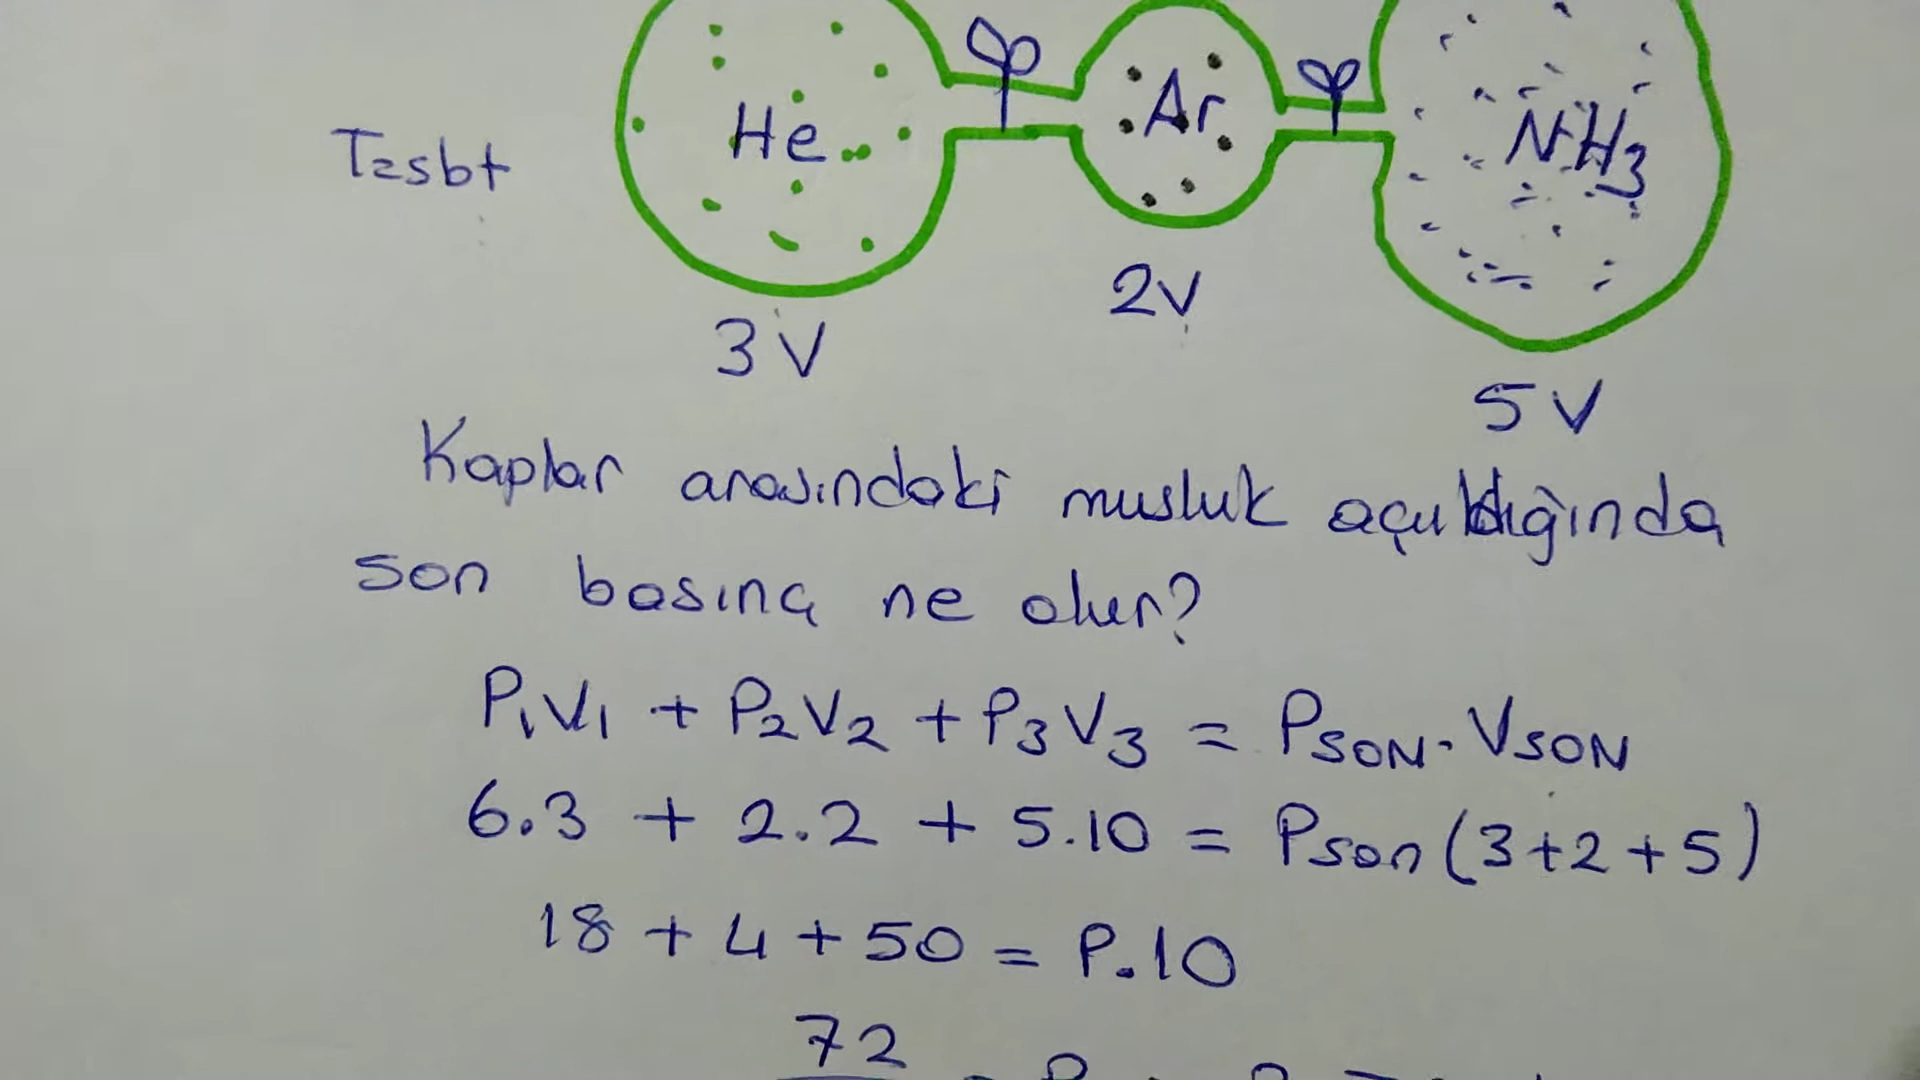 He Ar NH3
T=sbt
3V 2V 5V
Kaplar arasındaki musluk açıldığında
son basınç ne olur?
P1V1 + P2V2 + P3V3 = PSON.VSON
6.3 + 2.2 + 5.10 = Pson(3+2+5)
18 + 4 + 50 = P.10
72